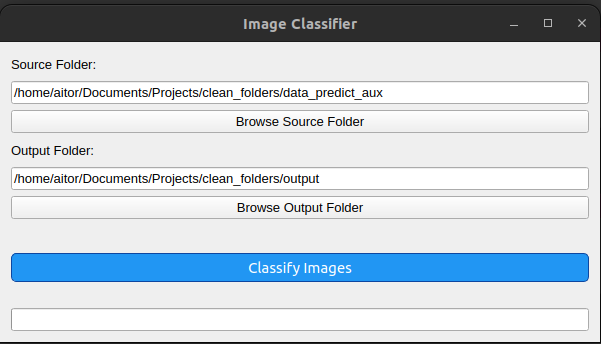 Image Classifier
Source Folder:
/home/aitor/Documents/Projects/clean_folders/data_predict_aux
Browse Source Folder
Output Folder:
/home/aitor/Documents/Projects/clean_folders/output
Browse Output Folder
Classify Images